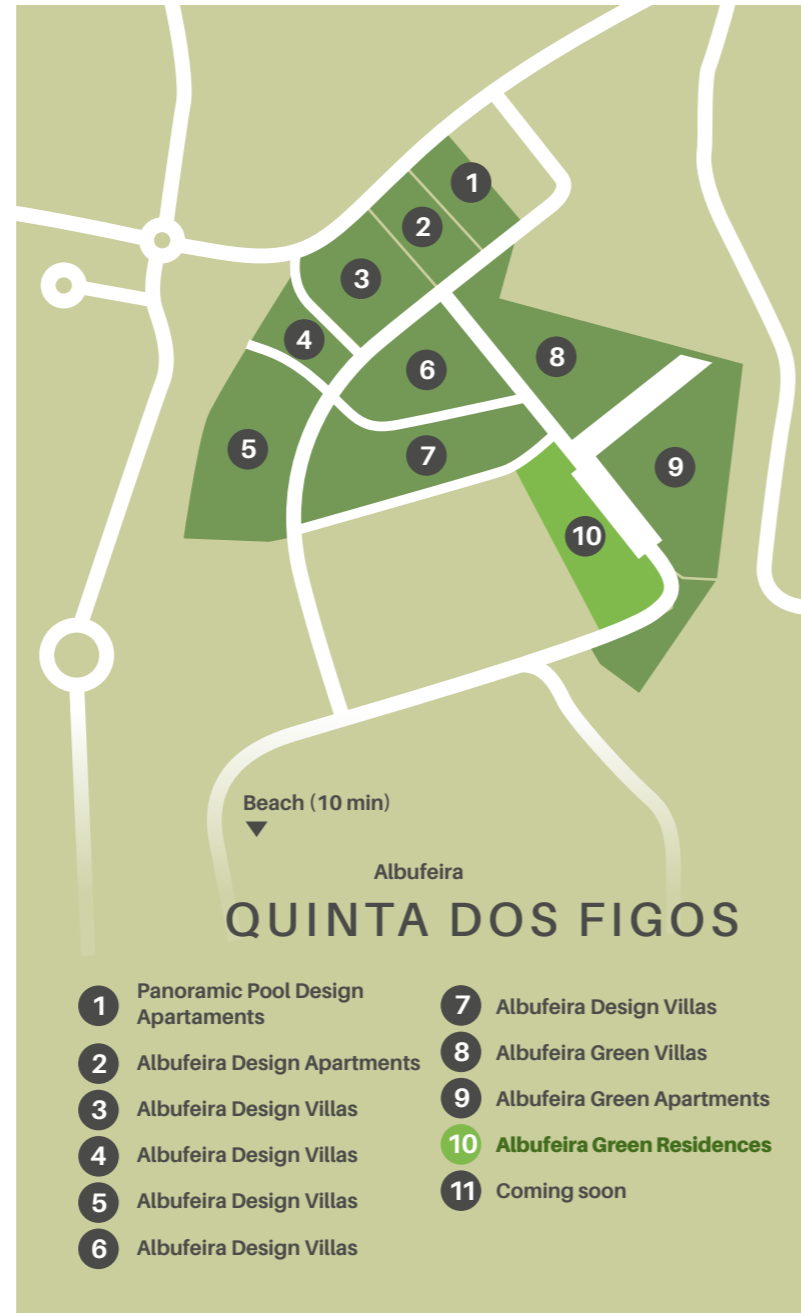 1
2
3
4
6
8
5
7
9
10
Beach (10 min)
Albufeira
QUINTA DOS FIGOS
1 Panoramic Pool Design
Apartaments
2 Albufeira Design Apartments
3 Albufeira Design Villas
4 Albufeira Design Villas
5 Albufeira Design Villas
6 Albufeira Design Villas
7 Albufeira Design Villas
8 Albufeira Green Villas
9 Albufeira Green Apartments
10 Albufeira Green Residences
11 Coming soon